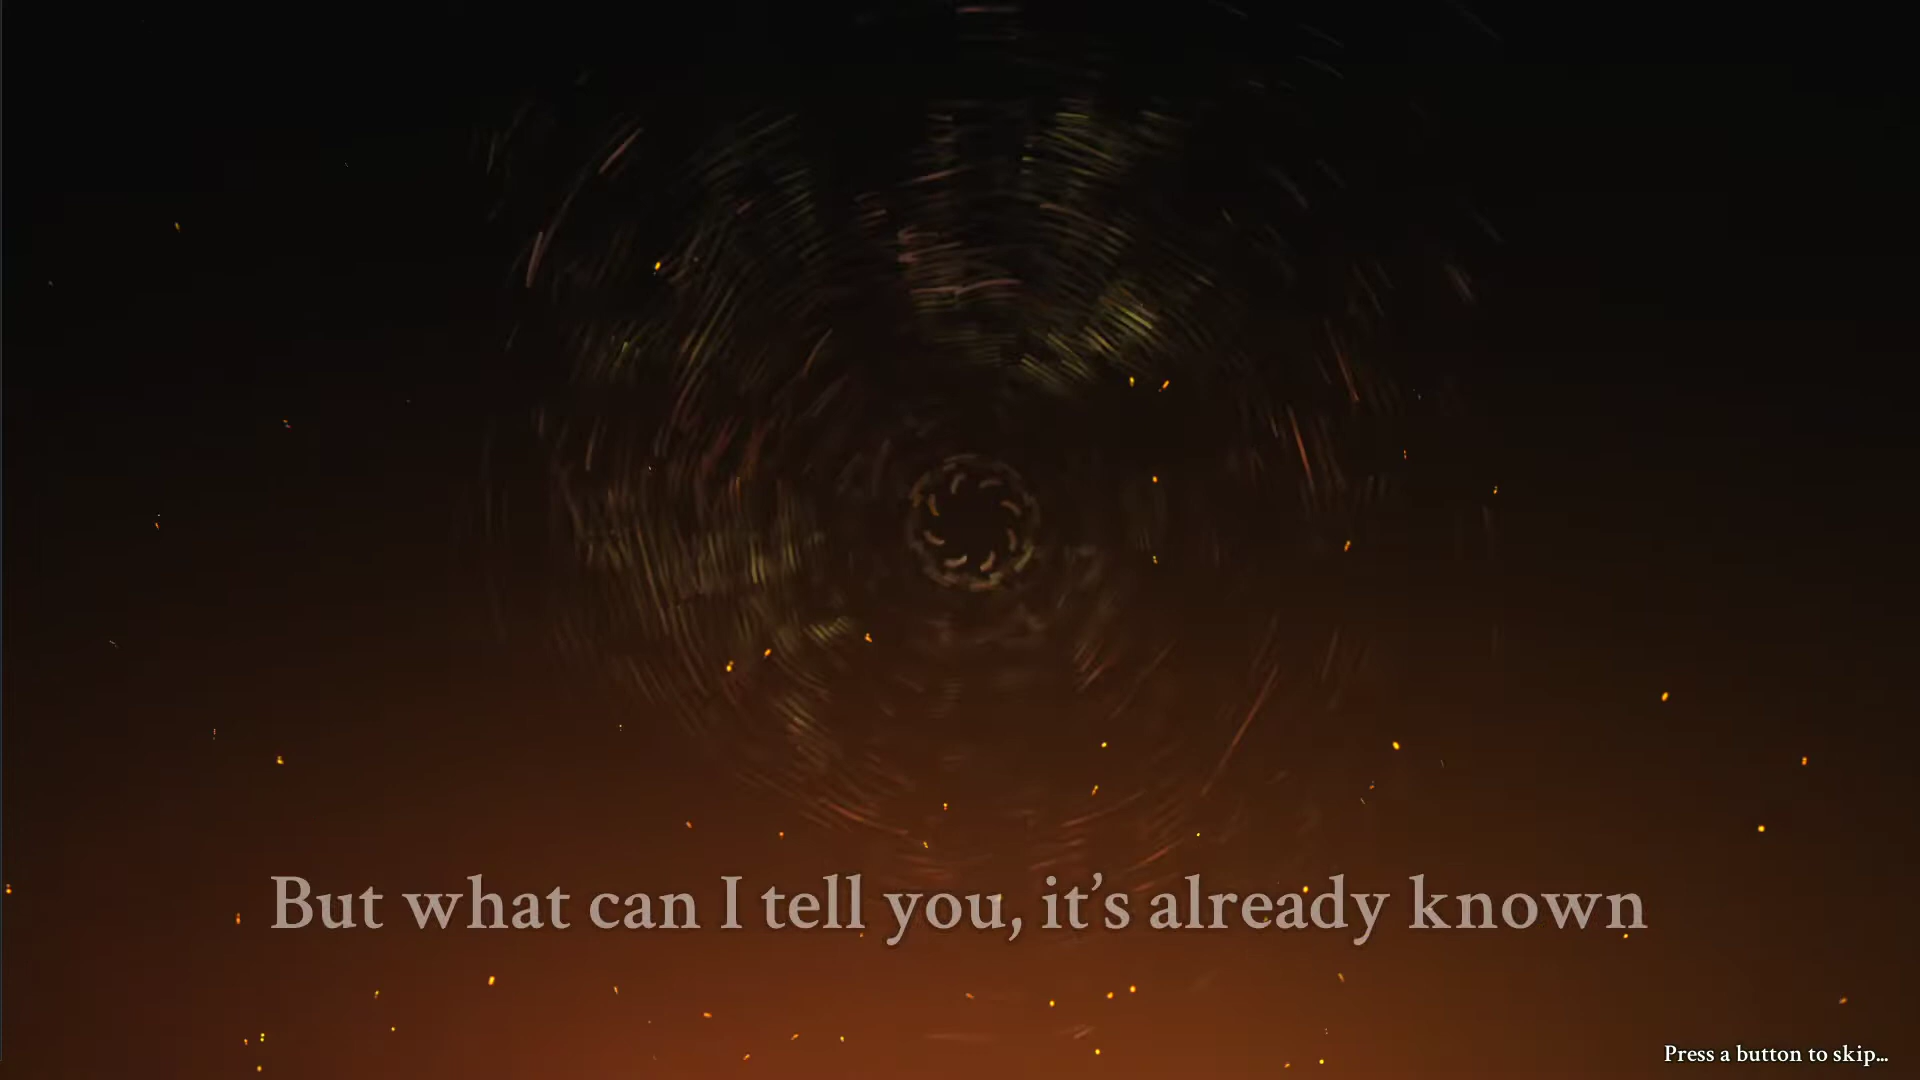 But what can I tell you, it’s already known
Press a button to skip...